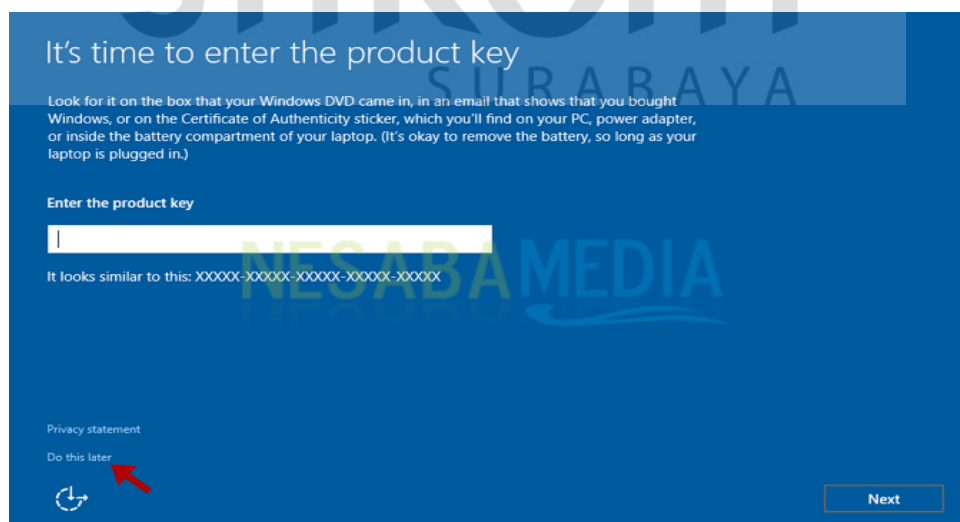 It's time to enter the product key
SURABAYA
Look for it on the box that your Windows DVD came in, in an email that shows that you bought
Windows, or on the Certificate of Authenticity sticker, which you'll find on your PC, power adapter,
or inside the battery compartment of your laptop. (It's okay to remove the battery, so long as your
laptop is plugged in.)
Enter the product key
It looks similar to this: XXXXX-XXXXX-XXXXX-XXXXX-XXXXX
NESABAMEDIA
Privacy statement
Do this later
Next